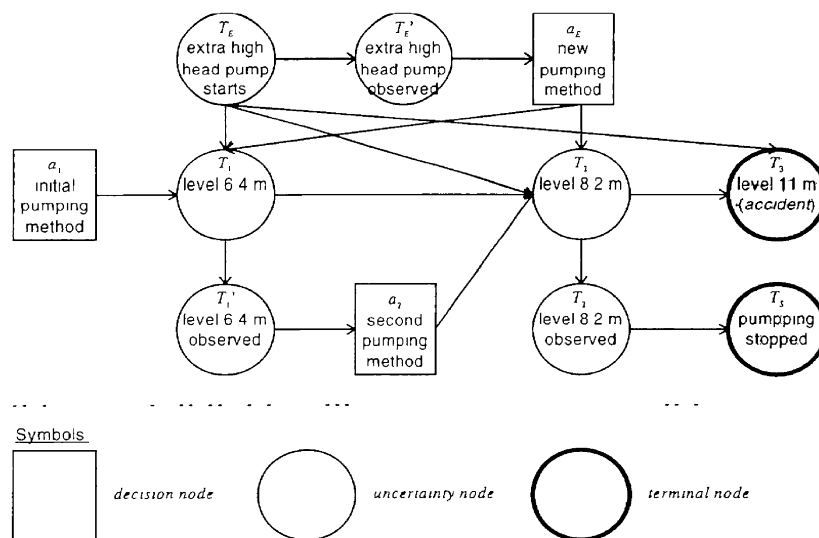 T_E
extra high
head pump
starts
T_E'
extra high
head pump
observed
a_E
new
pumping
method
a_1
initial
pumping
method
T_1
level 6 4 m
T_2
level 8 2 m
T_3
level 11 m
(accident)
T_1'
level 6 4 m
observed
a_2
second
pumping
method
level 8 2 m
observed
T_S
pumpping
stopped
Symbols
decision node
uncertainty node
terminal node